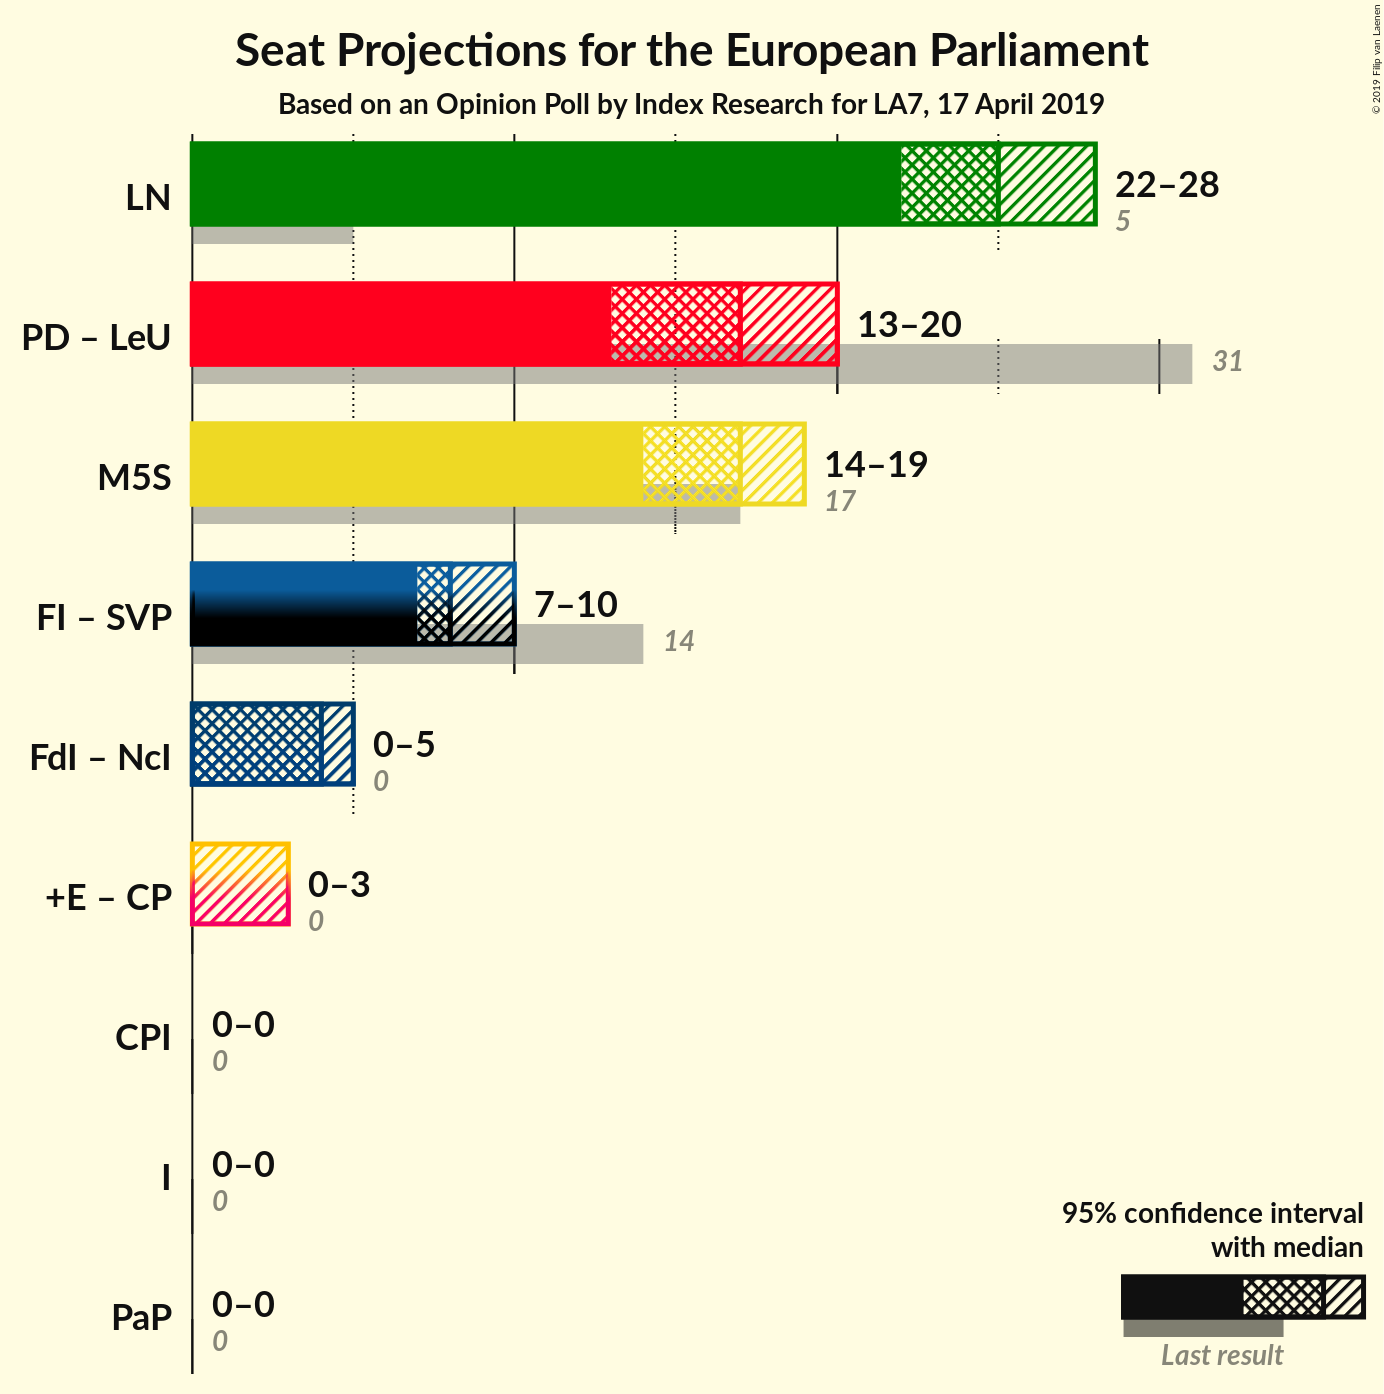 Seat Projections for the European Parliament
Based on an Opinion Poll by Index Research for LA7, 17 April 2019
© 2019 Filip van Laenen
LN
22–28
5
PD – LeU
13–20
31
M5S
14–19
17
FI – SVP
7–10
14
FdI – NcI
0–5
0
+E – CP
0–3
0
CPI
0–0
0
I
0–0
0
PaP
0–0
0
95% confidence interval
with median
Last result